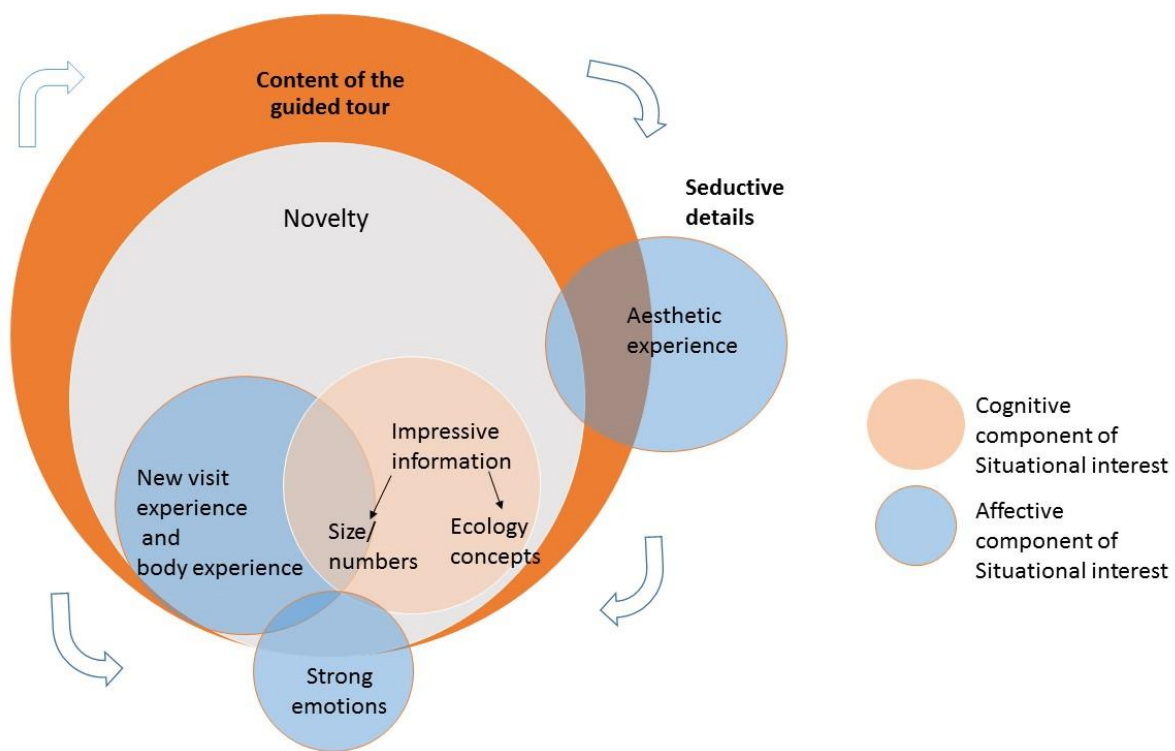 Content of the
guided tour
Novelty
Seductive
details
Aesthetic
experience
Impressive
information
New visit
experience
and
body experience
Size/
numbers
Ecology
concepts
Strong
emotions
Cognitive
component of
Situational interest
Affective
component of
Situational interest